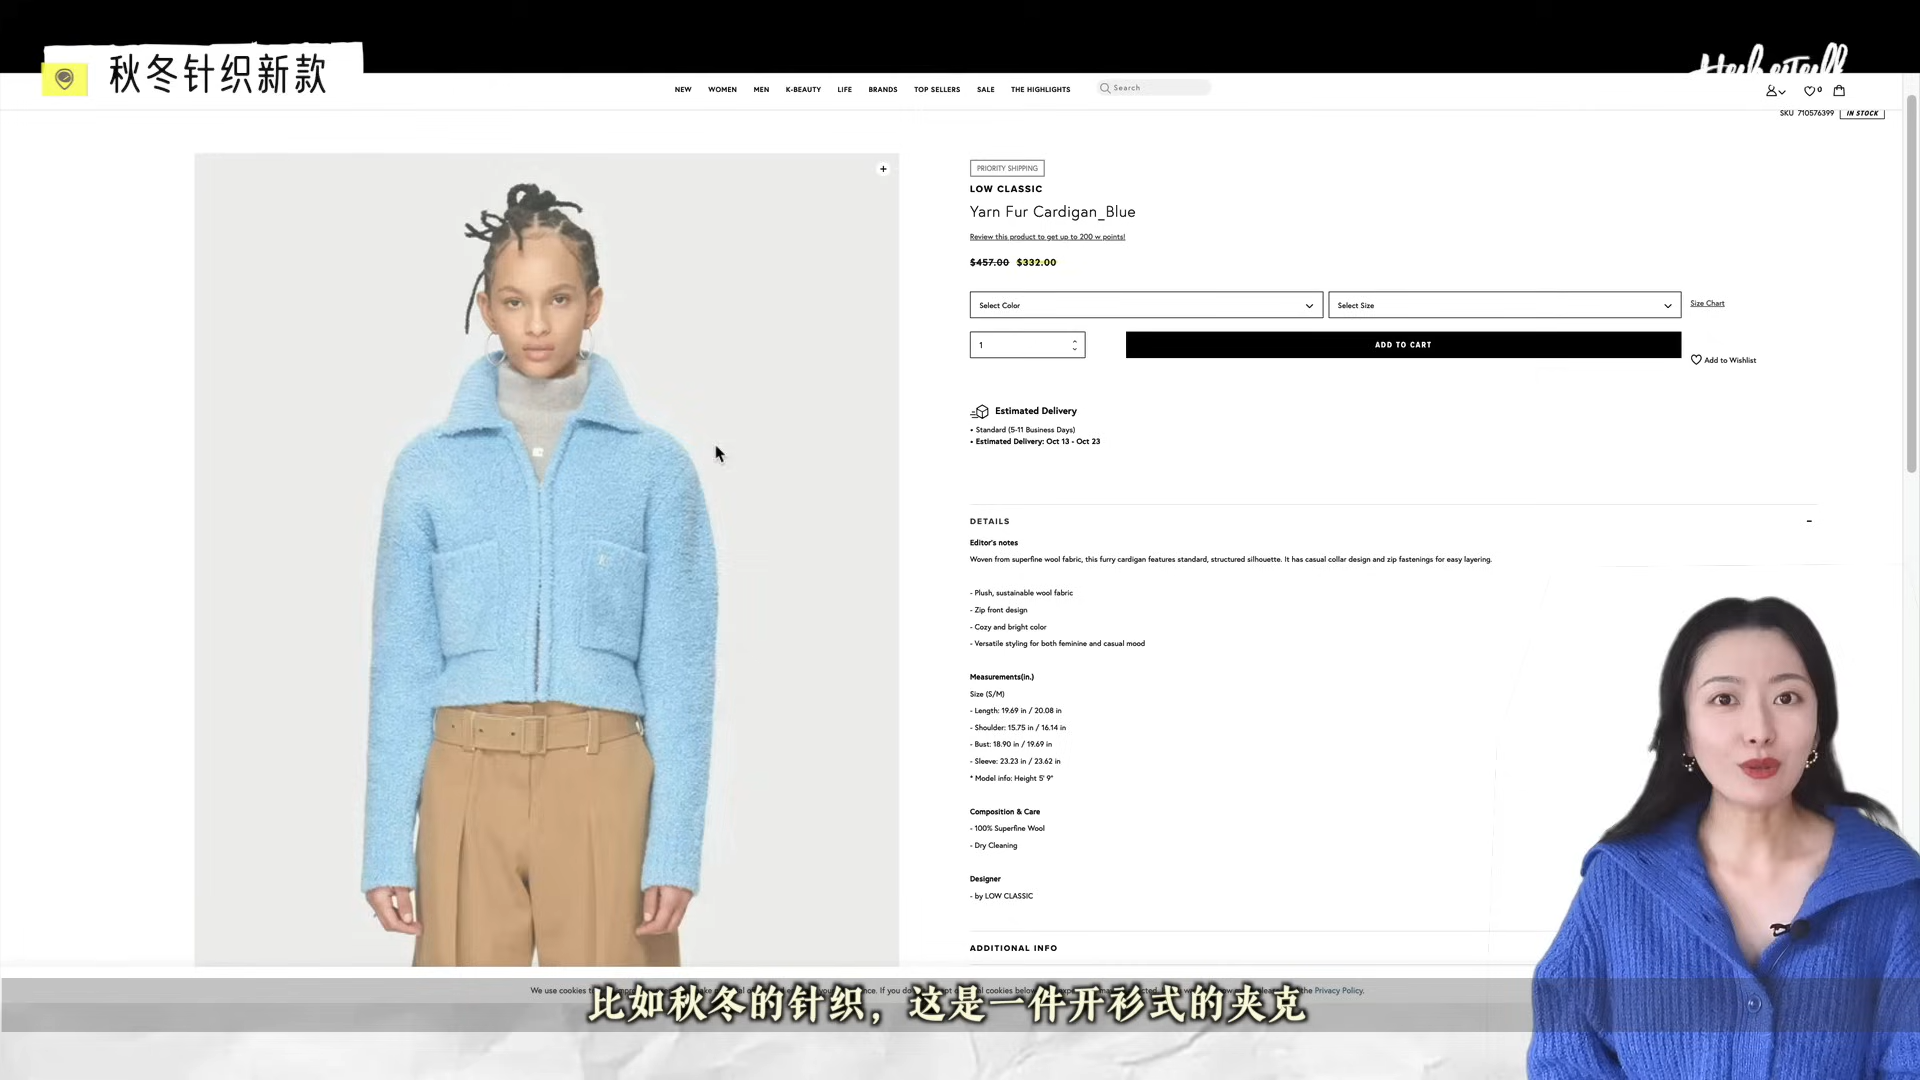 秋冬针织新款
NEW WOMEN MEN K-BEAUTY LIFE BRANDS TOP SELLERS SALE THE HIGHLIGHTS Search
0
SKU 710576399 IN STOCK
PRIORITY SHIPPING
LOW CLASSIC
Yarn Fur Cardigan_Blue
Review this product to get up to 200 w points!
$457.00 $332.00
Select Color Select Size Size Chart
1 ADD TO CART
Add to Wishlist
Estimated Delivery
• Standard (5-11 Business Days)
• Estimated Delivery: Oct 13 - Oct 23
DETAILS
Editor's notes
Woven from superfine wool fabric, this furry cardigan features standard, structured silhouette. It has casual collar design and zip fastenings for easy layering.
- Plush, sustainable wool fabric
- Zip front design
- Cozy and bright color
- Versatile styling for both feminine and casual mood
Measurements(in.)
Size (S/M)
- Length: 19.69 in / 20.08 in
- Shoulder: 15.75 in / 16.14 in
- Bust: 18.90 in / 19.69 in
- Sleeve: 23.23 in / 23.62 in
* Model info: Height 5' 9"
Composition & Care
- 100% Superfine Wool
- Dry Cleaning
Designer
- by LOW CLASSIC
ADDITIONAL INFO
We use cookies
If you do
cookies below
the Privacy Policy.
比如秋冬的针织，这是一件开衫式的夹克